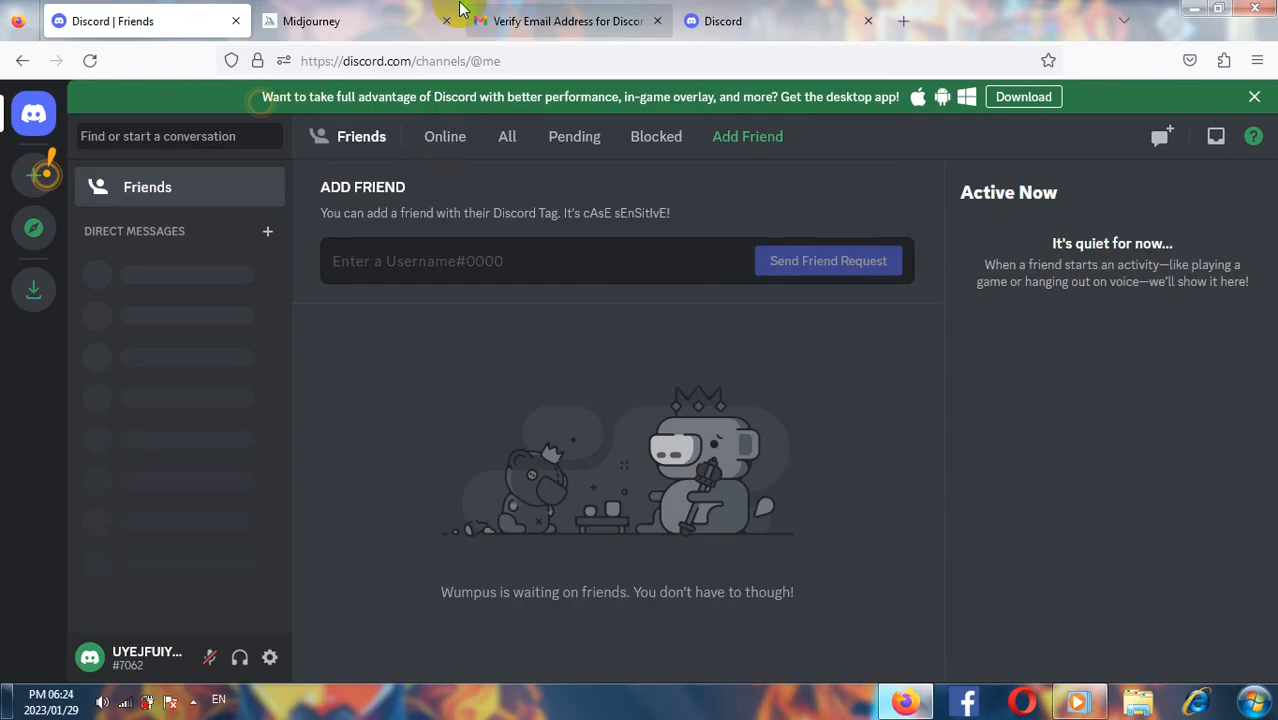 Discord | Friends
Midjourney
Verify Email Address for Discor
Discord
https://discord.com/channels/@me
Want to take full advantage of Discord with better performance, in-game overlay, and more? Get the desktop app!
Download
Find or start a conversation
Friends
Online
All
Pending
Blocked
Add Friend
Friends
ADD FRIEND
Active Now
You can add a friend with their Discord Tag. It's cAsE sEnSitIvE!
DIRECT MESSAGES
It's quiet for now...
Enter a Username#0000
Send Friend Request
When a friend starts an activity—like playing a
game or hanging out on voice—we'll show it here!
Wumpus is waiting on friends. You don't have to though!
UYEJFUIY...
#7062
PM 06:24
2023/01/29
EN